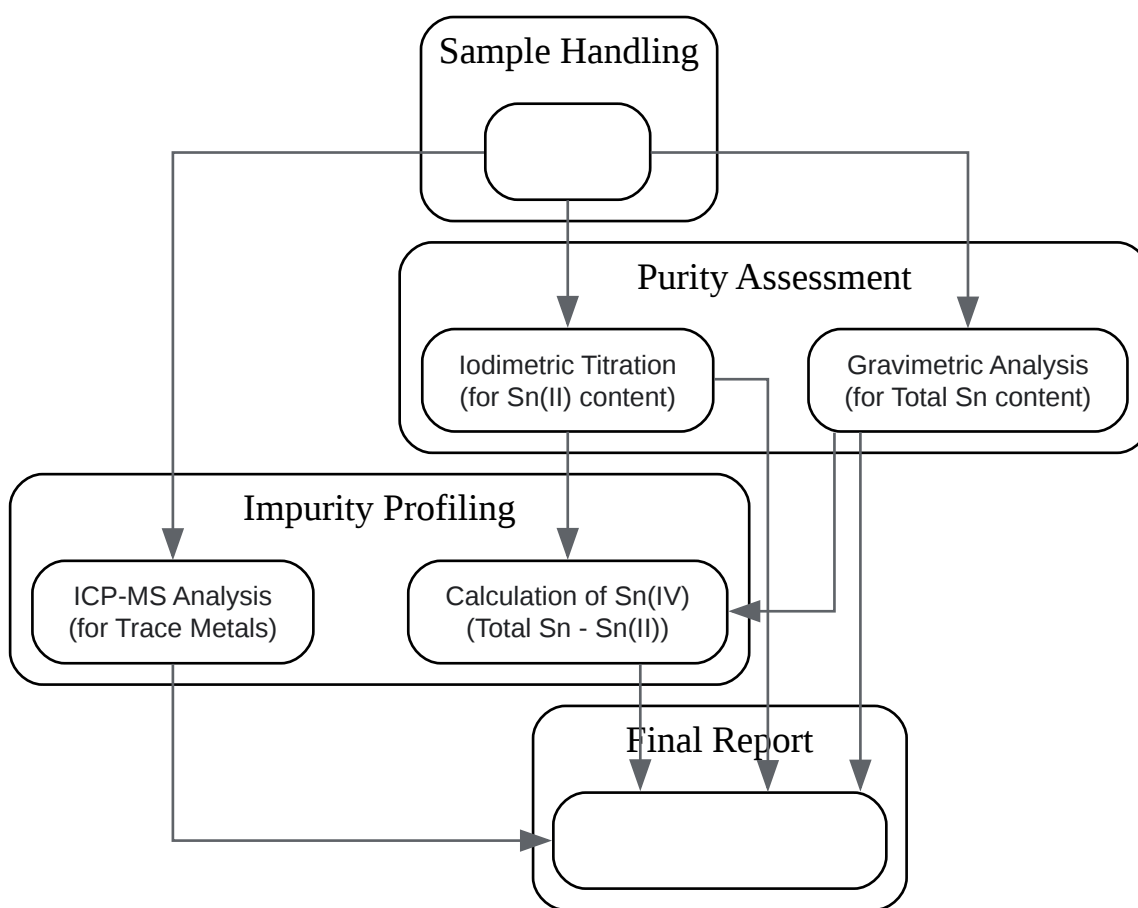 Sample Handling
Purity Assessment
Iodimetric Titration
(for Sn(II) content)
Gravimetric Analysis
(for Total Sn content)
Impurity Profiling
ICP-MS Analysis
(for Trace Metals)
Calculation of Sn(IV)
(Total Sn - Sn(II))
Final Report